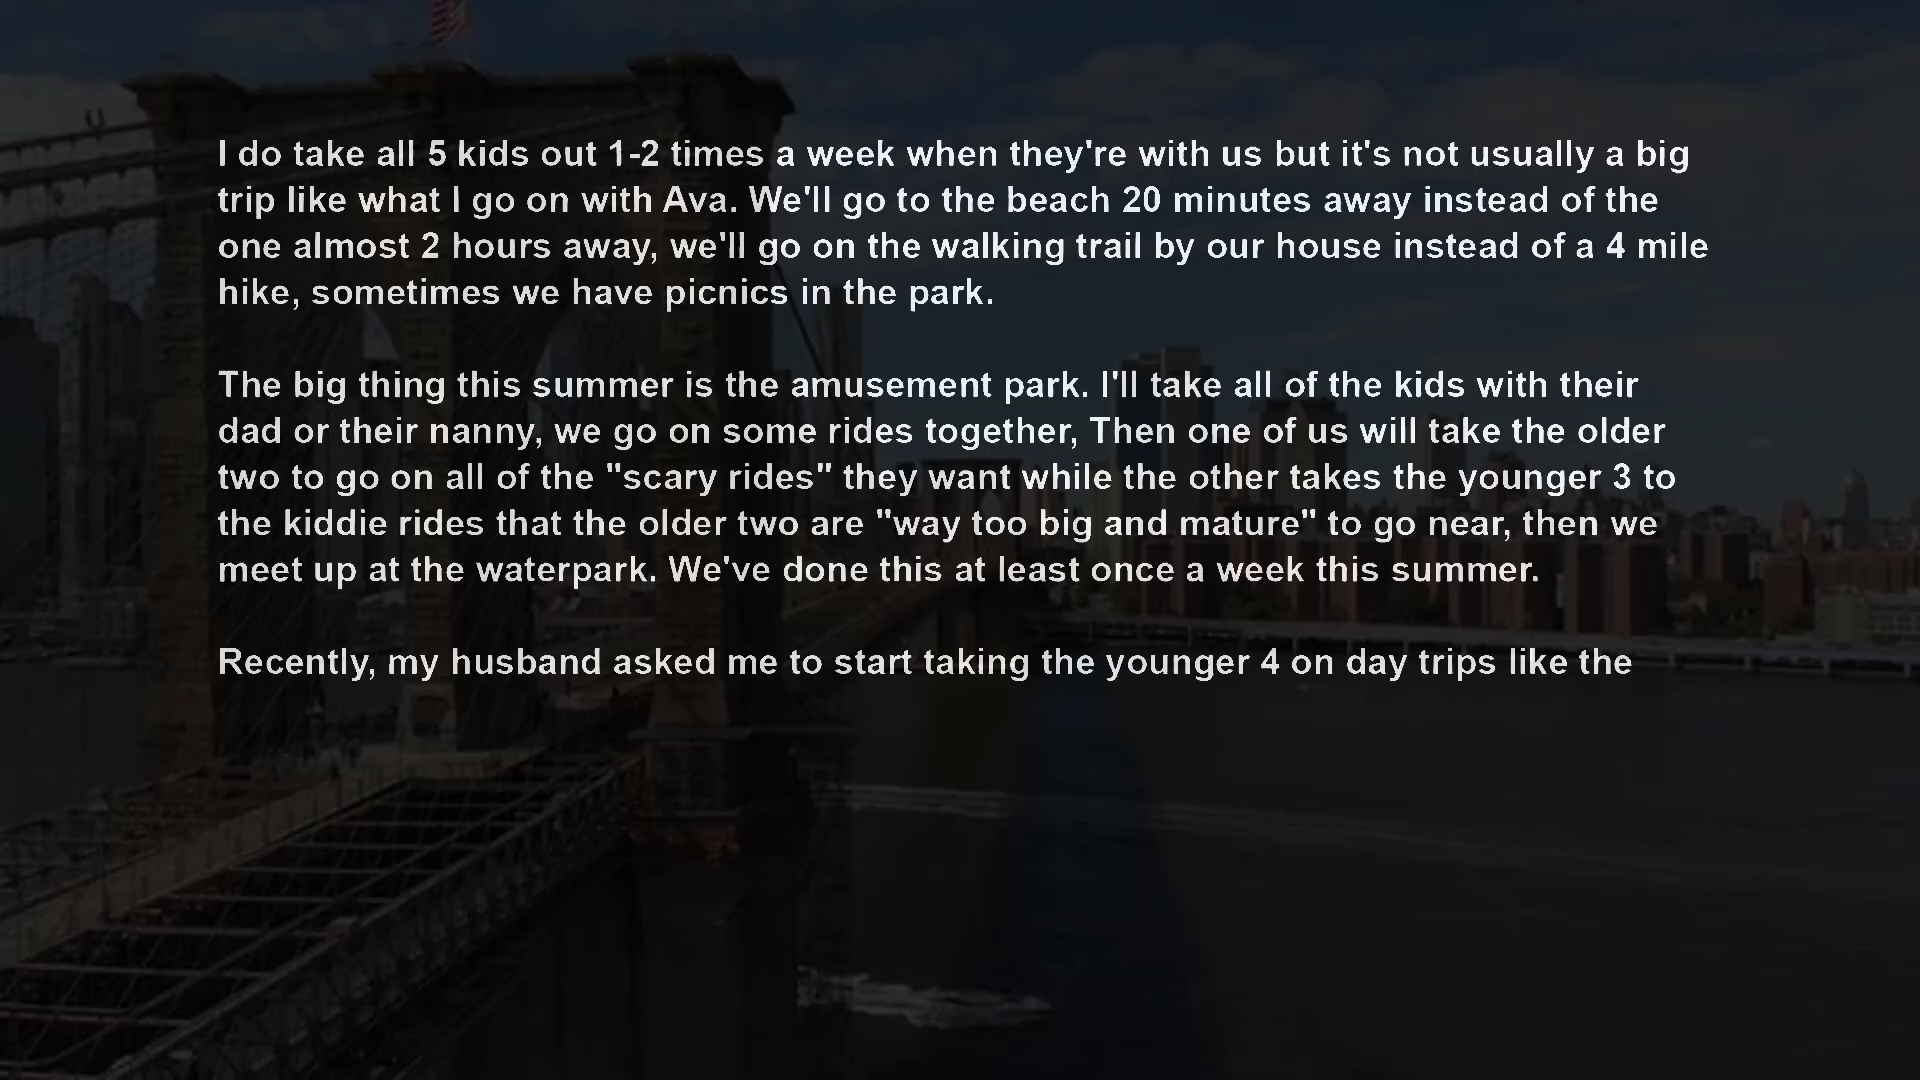 I do take all 5 kids out 1-2 times a week when they're with us but it's not usually a big
trip like what I go on with Ava. We'll go to the beach 20 minutes away instead of the
one almost 2 hours away, we'll go on the walking trail by our house instead of a 4 mile
hike, sometimes we have picnics in the park.
The big thing this summer is the amusement park. I'll take all of the kids with their
dad or their nanny, we go on some rides together, Then one of us will take the older
two to go on all of the "scary rides" they want while the other takes the younger 3 to
the kiddie rides that the older two are "way too big and mature" to go near, then we
meet up at the waterpark. We've done this at least once a week this summer.
Recently, my husband asked me to start taking the younger 4 on day trips like the